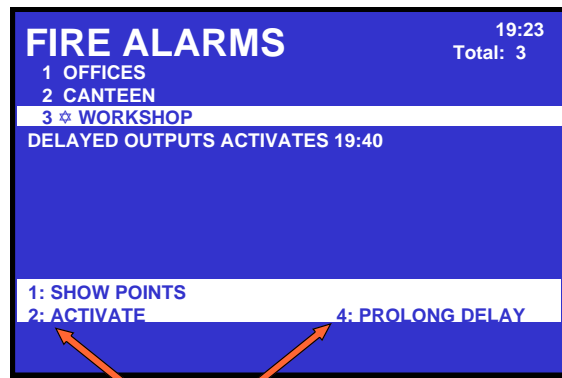 FIRE ALARMS 19:23
Total: 3
1 OFFICES
2 CANTEEN
3 ✡ WORKSHOP
DELAYED OUTPUTS ACTIVATES 19:40
1: SHOW POINTS
2: ACTIVATE 4: PROLONG DELAY